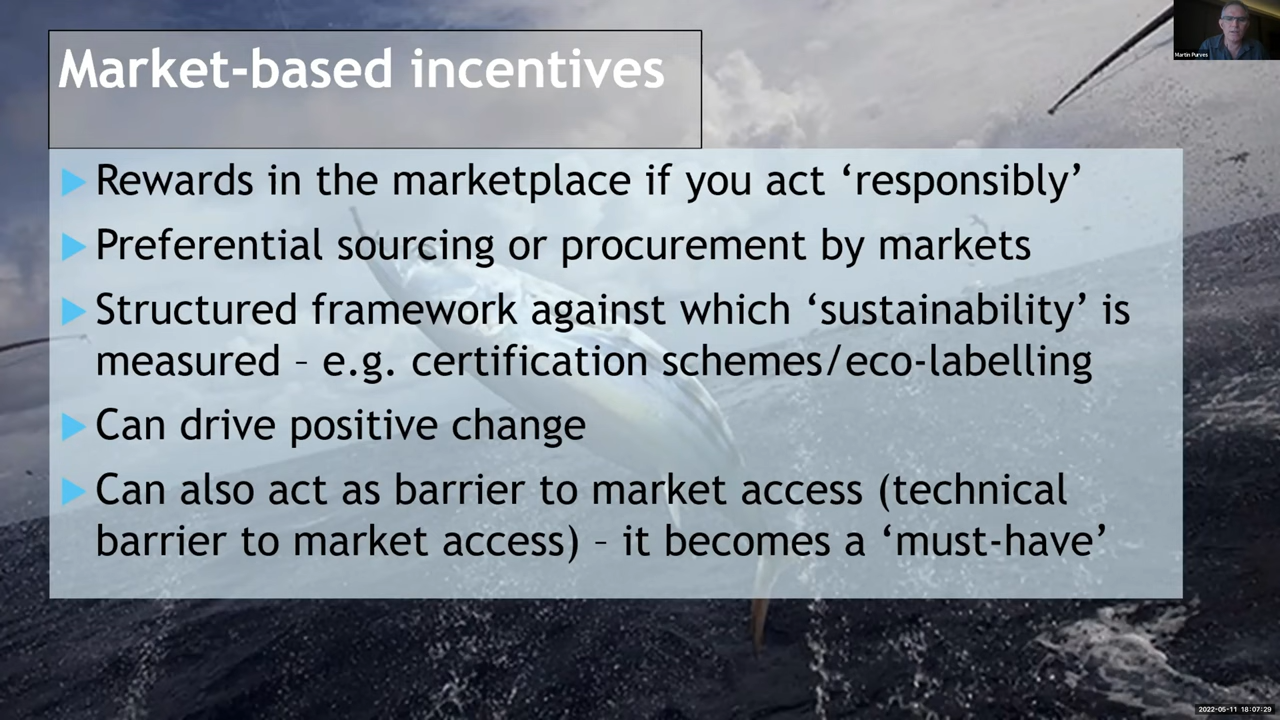 Market-based incentives
Rewards in the marketplace if you act ‘responsibly’
Preferential sourcing or procurement by markets
Structured framework against which ‘sustainability’ is
measured – e.g. certification schemes/eco-labelling
Can drive positive change
Can also act as barrier to market access (technical
barrier to market access) – it becomes a ‘must-have’
Martin Purves
2022-05-11 18:07:29